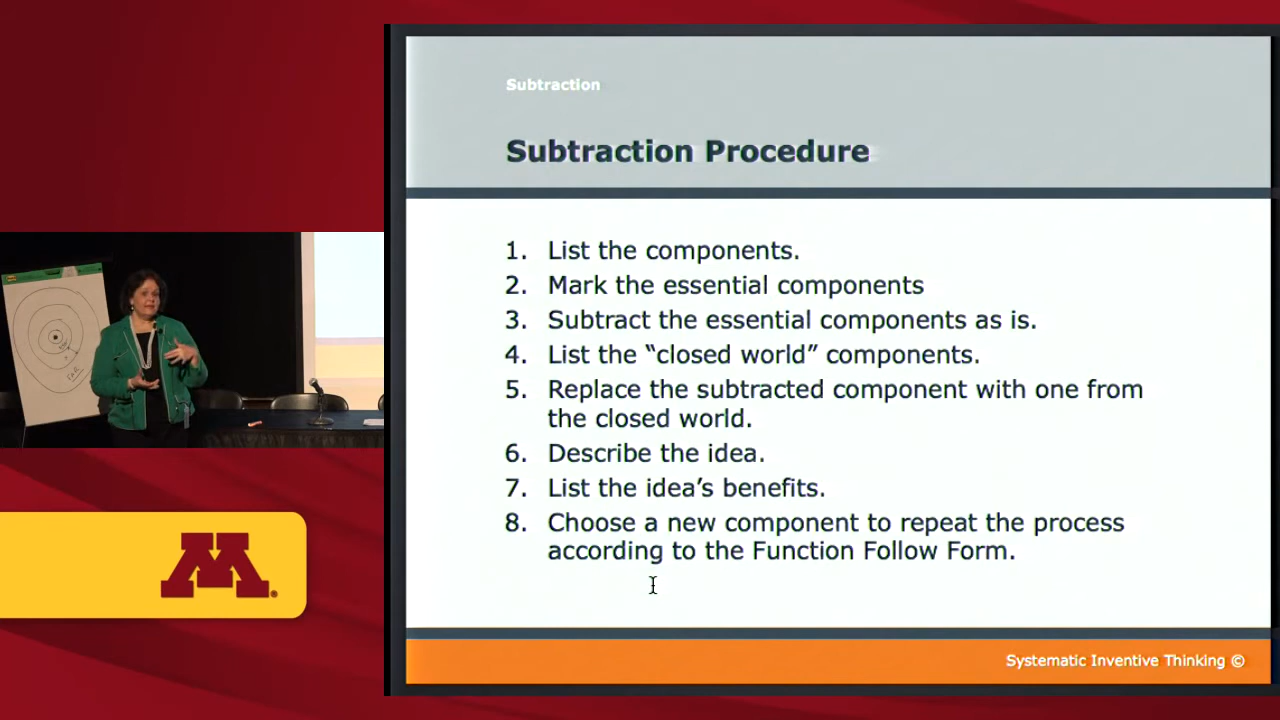 Subtraction
Subtraction Procedure
1. List the components.
2. Mark the essential components
3. Subtract the essential components as is.
4. List the “closed world” components.
5. Replace the subtracted component with one from
the closed world.
6. Describe the idea.
7. List the idea’s benefits.
8. Choose a new component to repeat the process
according to the Function Follow Form.
Systematic Inventive Thinking ©
FAR
M